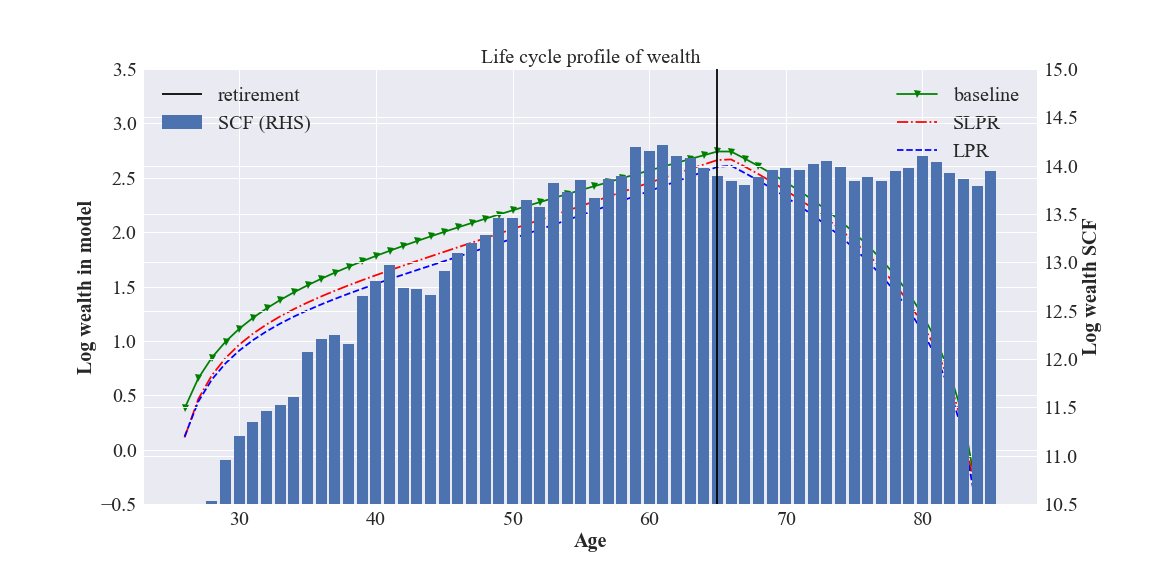 Life cycle profile of wealth
retirement
SCF (RHS)
baseline
SLPR
LPR
Log wealth in model
3.5
3.0
2.5
2.0
1.5
1.0
0.5
0.0
−0.5
15.0
14.5
14.0
13.5
13.0
12.5
12.0
11.5
11.0
10.5
Log wealth SCF
30 40 50 60 70 80
Age